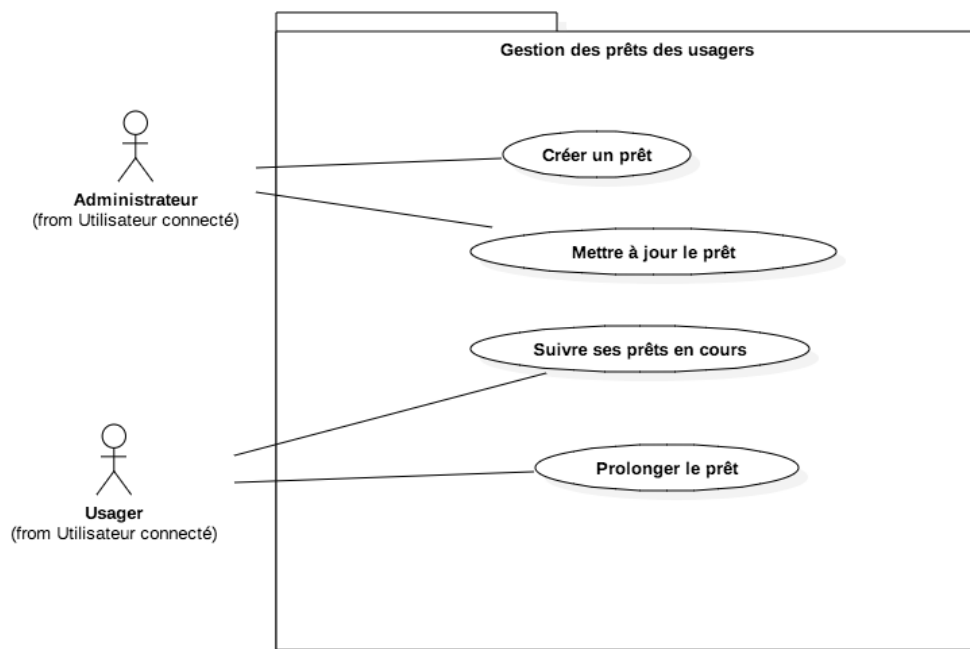 Gestion des prêts des usagers
Créer un prêt
Administrateur
(from Utilisateur connecté)
Mettre à jour le prêt
Suivre ses prêts en cours
Prolonger le prêt
Usager
(from Utilisateur connecté)